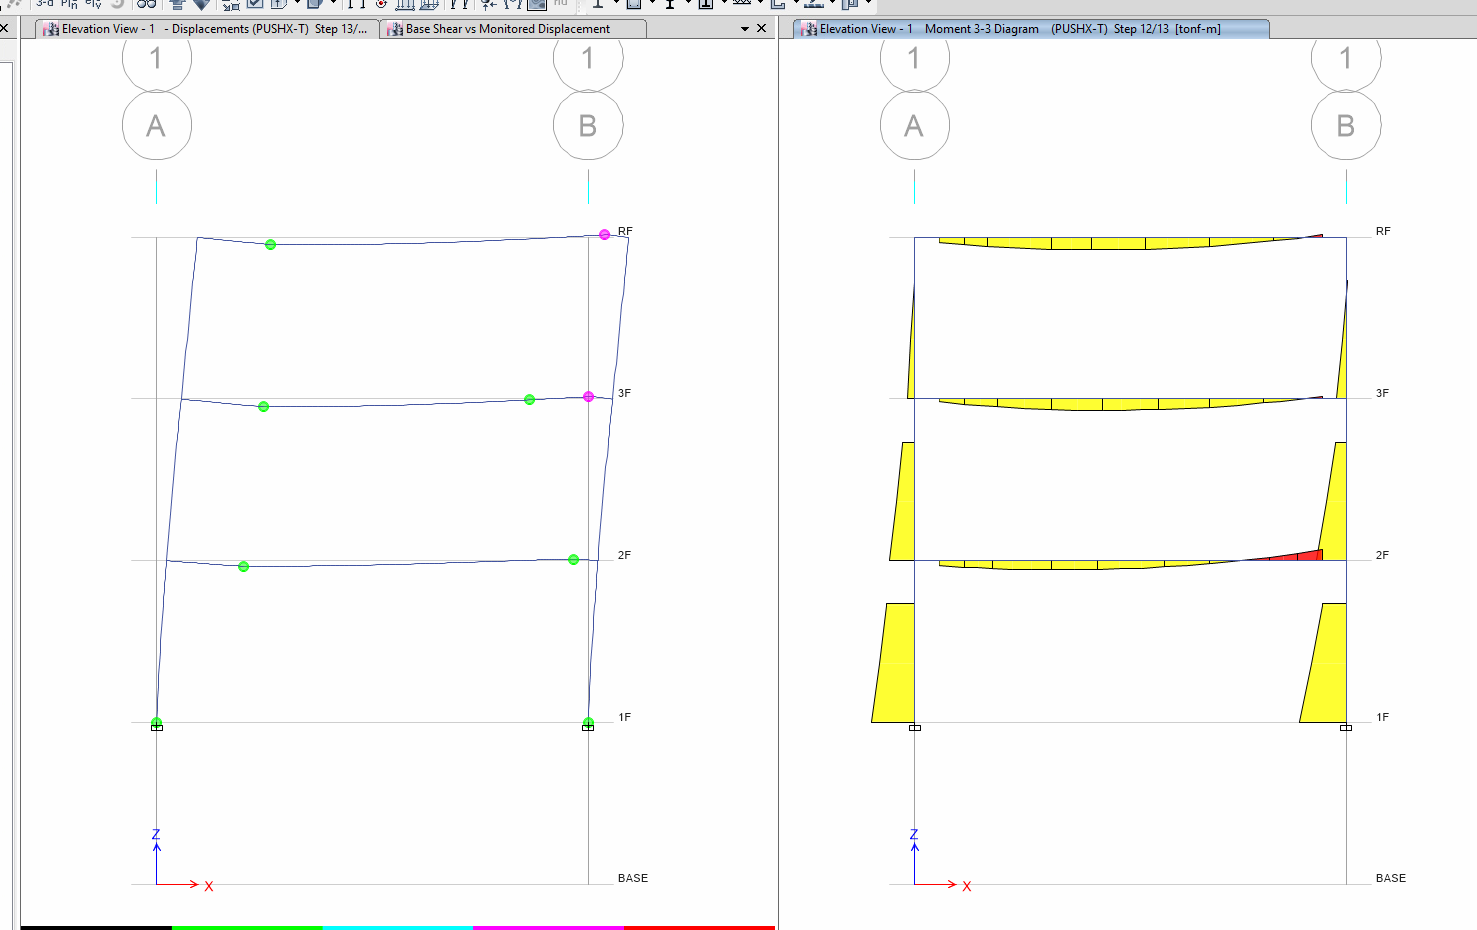 3-d
Elevation View - 1 - Displacements (PUSHX-T) Step 13/...
Base Shear vs Monitored Displacement
Elevation View - 1 Moment 3-3 Diagram (PUSHX-T) Step 12/13 [tonf-m]
1
1
1
1
A
B
A
B
RF
RF
3F
3F
2F
2F
1F
1F
Z
Z
X
BASE
X
BASE